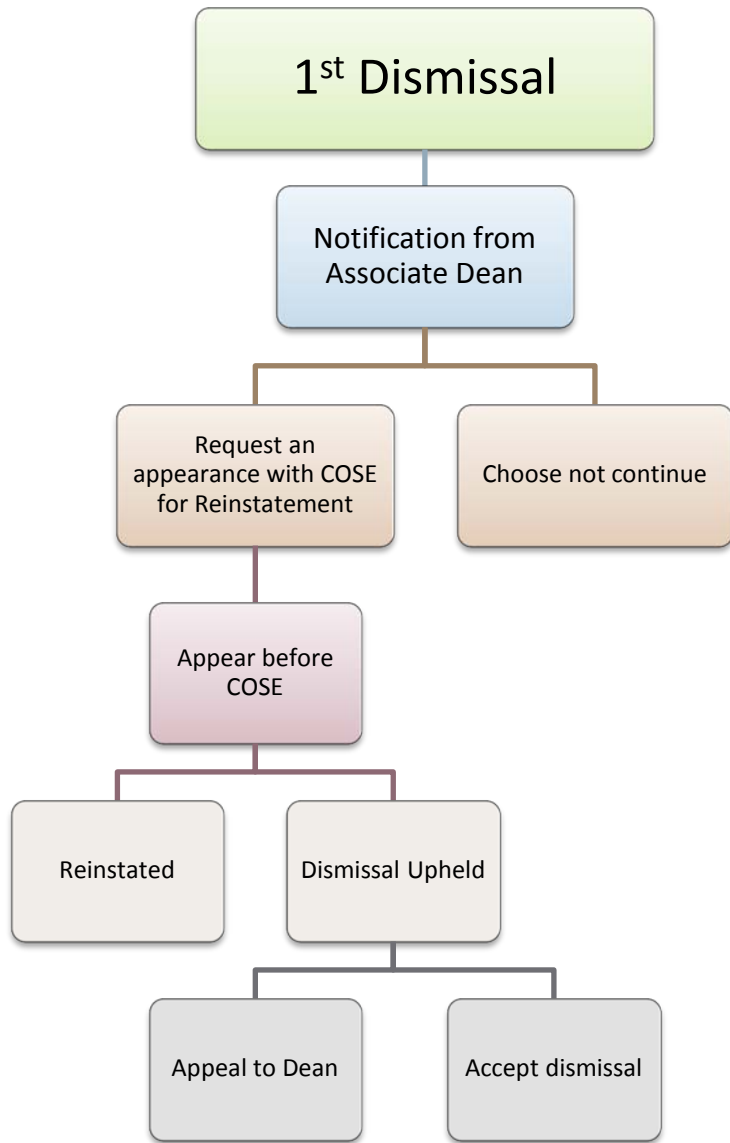 1st Dismissal
Notification from
Associate Dean
Request an
appearance with COSE
for Reinstatement
Choose not continue
Appear before
COSE
Reinstated
Dismissal Upheld
Appeal to Dean
Accept dismissal